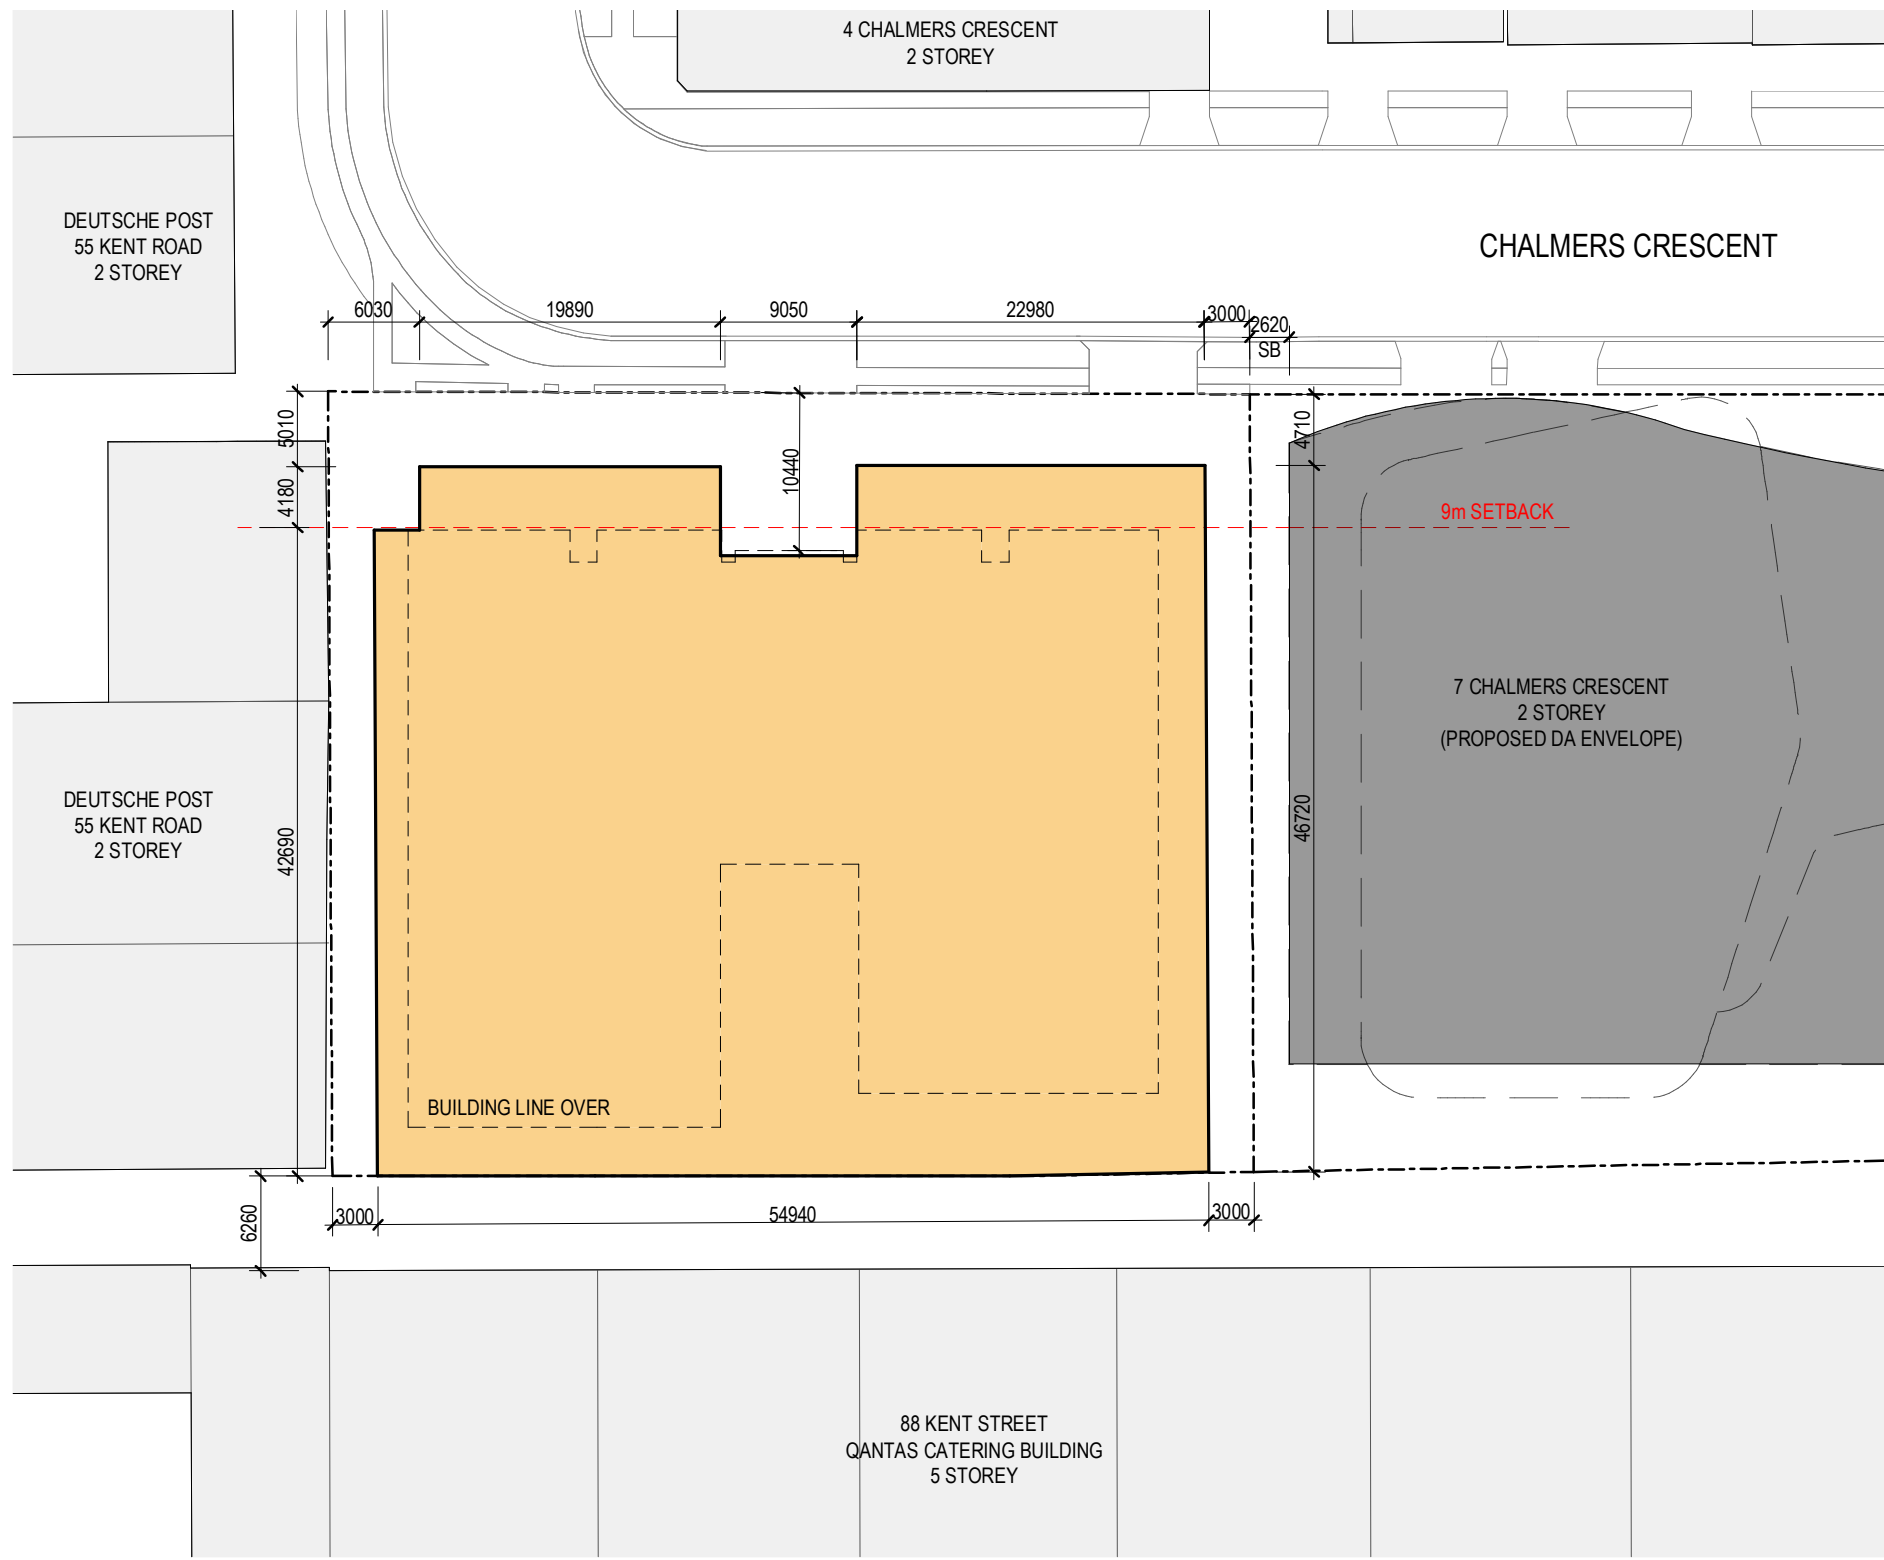 4 CHALMERS CRESCENT
2 STOREY
DEUTSCHE POST
55 KENT ROAD
2 STOREY
CHALMERS CRESCENT
6030
19890
9050
22980
3000
2620
SB
5010
4180
10440
4710
9m SETBACK
7 CHALMERS CRESCENT
2 STOREY
(PROPOSED DA ENVELOPE)
DEUTSCHE POST
55 KENT ROAD
2 STOREY
42690
46720
BUILDING LINE OVER
6260
3000
54940
3000
88 KENT STREET
QANTAS CATERING BUILDING
5 STOREY